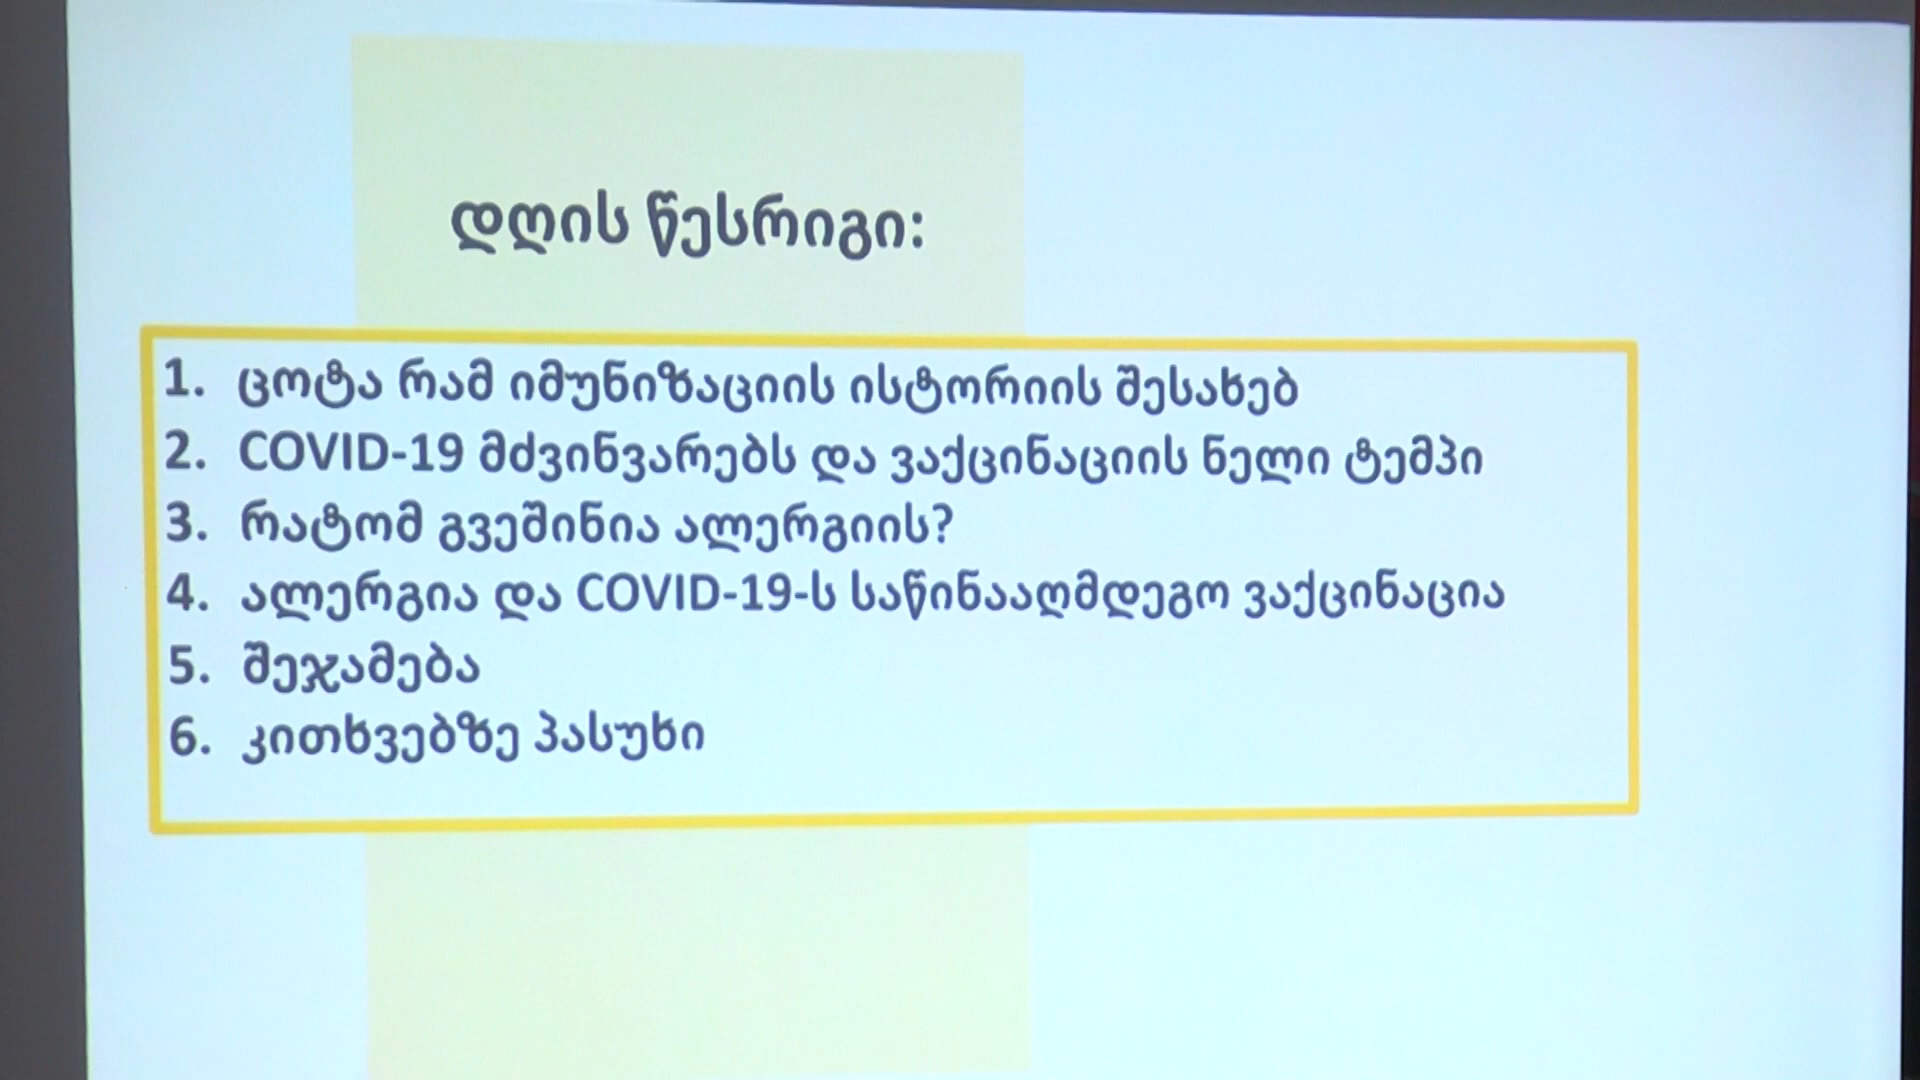 დღის წესრიგი:
1. ცოტა რამ იმუნიზაციის ისტორიის შესახებ
2. COVID-19 მძვინვარებს და ვაქცინაციის ნელი ტემპი
3. რატომ გვეშინია ალერგიის?
4. ალერგია და COVID-19-ს საწინააღმდეგო ვაქცინაცია
5. შეჯამება
6. კითხვებზე პასუხი